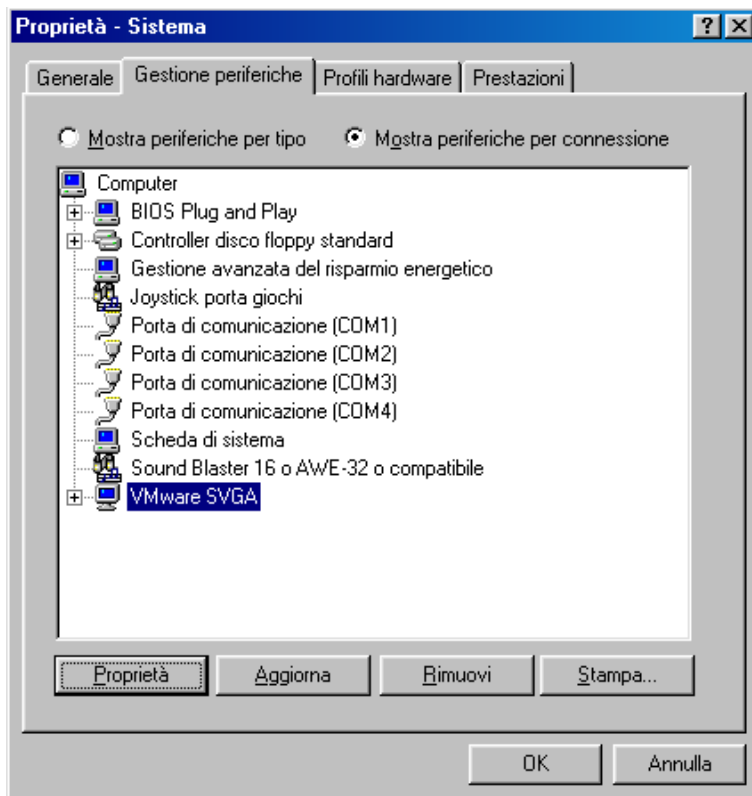 Proprietà - Sistema
Generale Gestione periferiche Profili hardware Prestazioni
Mostra periferiche per tipo Mostra periferiche per connessione
Computer
BIOS Plug and Play
Controller disco floppy standard
Gestione avanzata del risparmio energetico
Joystick porta giochi
Porta di comunicazione (COM1)
Porta di comunicazione (COM2)
Porta di comunicazione (COM3)
Porta di comunicazione (COM4)
Scheda di sistema
Sound Blaster 16 o AWE-32 o compatibile
VMware SVGA
Proprietà Aggiorna Rimuovi Stampa...
OK Annulla